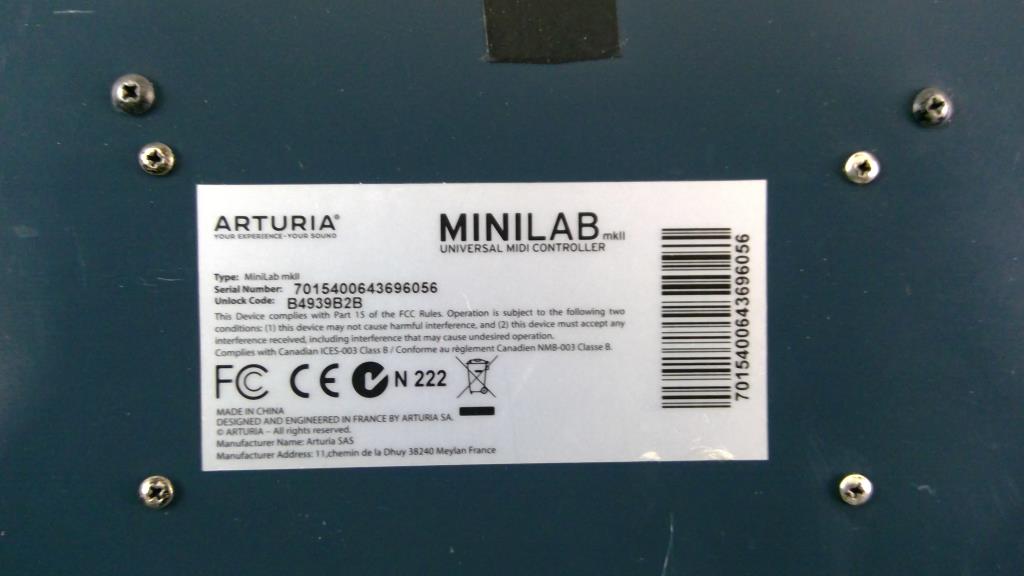 ARTURIA®
YOUR EXPERIENCE • YOUR SOUND
MINILAB mkII
UNIVERSAL MIDI CONTROLLER
Type: MiniLab mkII
Serial Number: 7015400643696056
Unlock Code: B4939B2B
This Device complies with Part 15 of the FCC Rules. Operation is subject to the following two
conditions: (1) this device may not cause harmful interference, and (2) this device must accept any
interference received, including interference that may cause undesired operation.
Complies with Canadian ICES-003 Class B / Conforme au règlement Canadien NMB-003 Classe B.
FC CE N 222
MADE IN CHINA
DESIGNED AND ENGINEERED IN FRANCE BY ARTURIA SA.
© ARTURIA – All rights reserved.
Manufacturer Name: Arturia SAS
Manufacturer Address: 11,chemin de la Dhuy 38240 Meylan France
7015400643696056